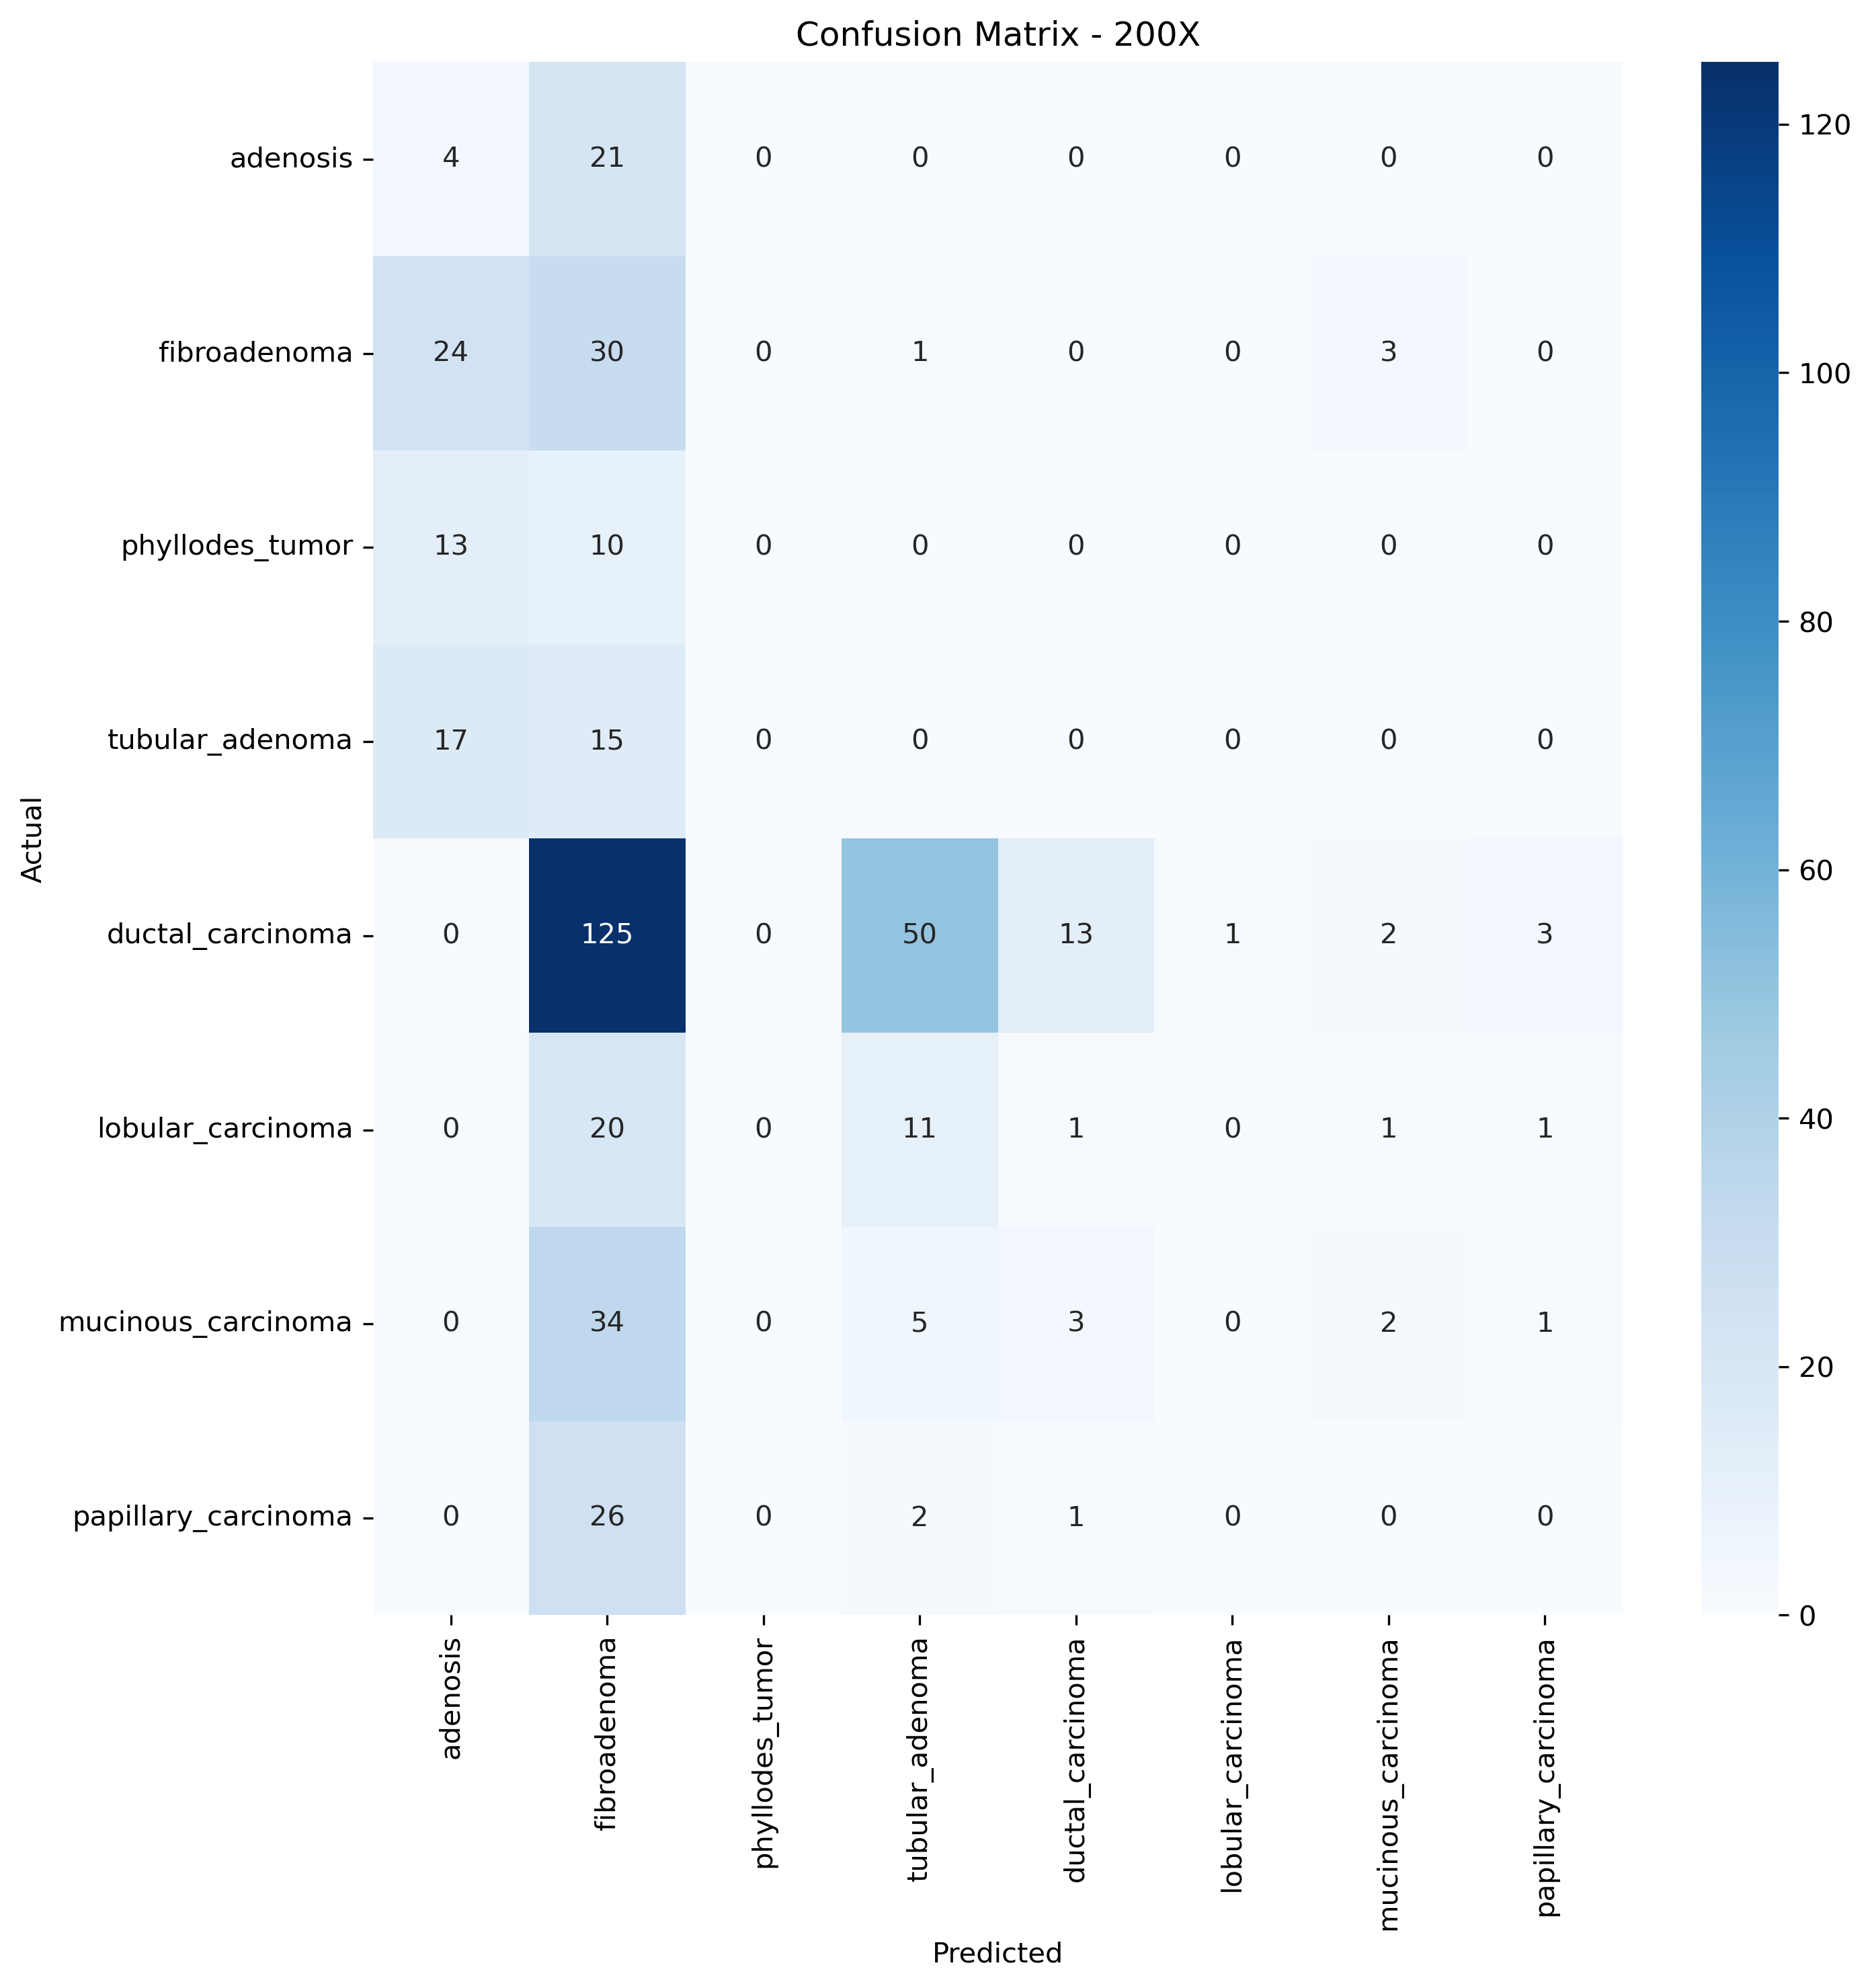 Confusion Matrix - 200X
adenosis 4 21 0 0 0 0 0 0
fibroadenoma 24 30 0 1 0 0 3 0
phyllodes_tumor 13 10 0 0 0 0 0 0
tubular_adenoma 17 15 0 0 0 0 0 0
ductal_carcinoma 0 125 0 50 13 1 2 3
lobular_carcinoma 0 20 0 11 1 0 1 1
mucinous_carcinoma 0 34 0 5 3 0 2 1
papillary_carcinoma 0 26 0 2 1 0 0 0
Actual
adenosis
fibroadenoma
phyllodes_tumor
tubular_adenoma
ductal_carcinoma
lobular_carcinoma
mucinous_carcinoma
papillary_carcinoma
Predicted
120
100
80
60
40
20
0